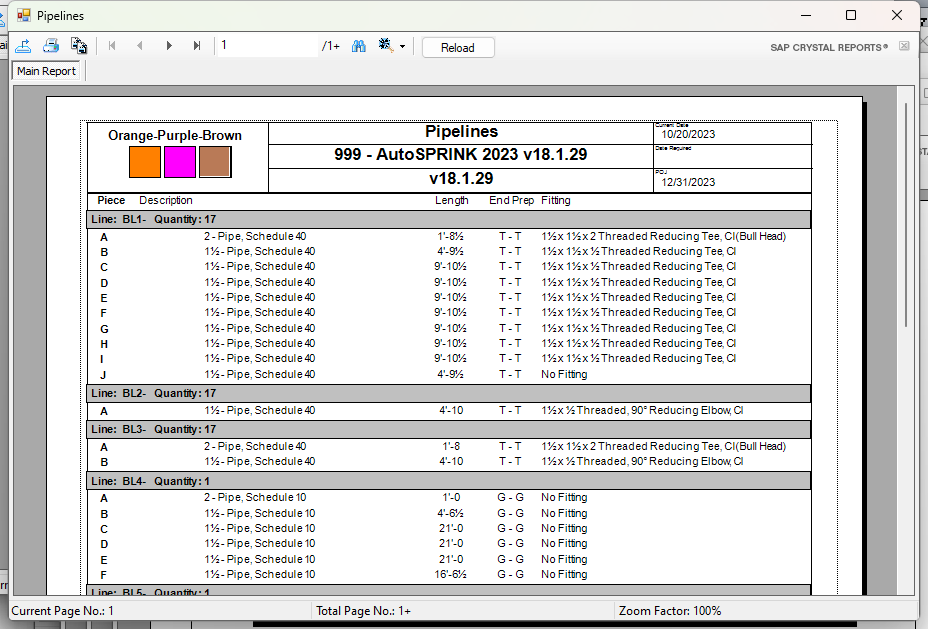 Pipelines
1 /1+ Reload SAP CRYSTAL REPORTS®
Main Report
Orange-Purple-Brown
Pipelines
999 - AutoSPRINK 2023 v18.1.29
v18.1.29
Current Date
10/20/2023
Date Required
12/31/2023
Piece Description Length End Prep Fitting
Line: BL1- Quantity: 17
A 2 - Pipe, Schedule 40 1'-8½ T - T 1½ x 1½ x 2 Threaded Reducing Tee, CI (Bull Head)
B 1½ - Pipe, Schedule 40 4'-9½ T - T 1½ x 1½ x ½ Threaded Reducing Tee, CI
C 1½ - Pipe, Schedule 40 9'-10½ T - T 1½ x 1½ x ½ Threaded Reducing Tee, CI
D 1½ - Pipe, Schedule 40 9'-10½ T - T 1½ x 1½ x ½ Threaded Reducing Tee, CI
E 1½ - Pipe, Schedule 40 9'-10½ T - T 1½ x 1½ x ½ Threaded Reducing Tee, CI
F 1½ - Pipe, Schedule 40 9'-10½ T - T 1½ x 1½ x ½ Threaded Reducing Tee, CI
G 1½ - Pipe, Schedule 40 9'-10½ T - T 1½ x 1½ x ½ Threaded Reducing Tee, CI
H 1½ - Pipe, Schedule 40 9'-10½ T - T 1½ x 1½ x ½ Threaded Reducing Tee, CI
I 1½ - Pipe, Schedule 40 9'-10½ T - T 1½ x 1½ x ½ Threaded Reducing Tee, CI
J 1½ - Pipe, Schedule 40 4'-9½ T - T No Fitting
Line: BL2- Quantity: 17
A 1½ - Pipe, Schedule 40 4'-10 T - T 1½ x ½ Threaded, 90° Reducing Elbow, CI
Line: BL3- Quantity: 17
A 2 - Pipe, Schedule 40 1'-8 T - T 1½ x 1½ x 2 Threaded Reducing Tee, CI (Bull Head)
B 1½ - Pipe, Schedule 40 4'-10 T - T 1½ x ½ Threaded, 90° Reducing Elbow, CI
Line: BL4- Quantity: 1
A 2 - Pipe, Schedule 10 1'-0 G - G No Fitting
B 1½ - Pipe, Schedule 10 4'-6½ G - G No Fitting
C 1½ - Pipe, Schedule 10 21'-0 G - G No Fitting
D 1½ - Pipe, Schedule 10 21'-0 G - G No Fitting
E 1½ - Pipe, Schedule 10 21'-0 G - G No Fitting
F 1½ - Pipe, Schedule 10 16'-6½ G - G No Fitting
Line: BL5- Quantity: 1
Current Page No.: 1 Total Page No.: 1+ Zoom Factor: 100%